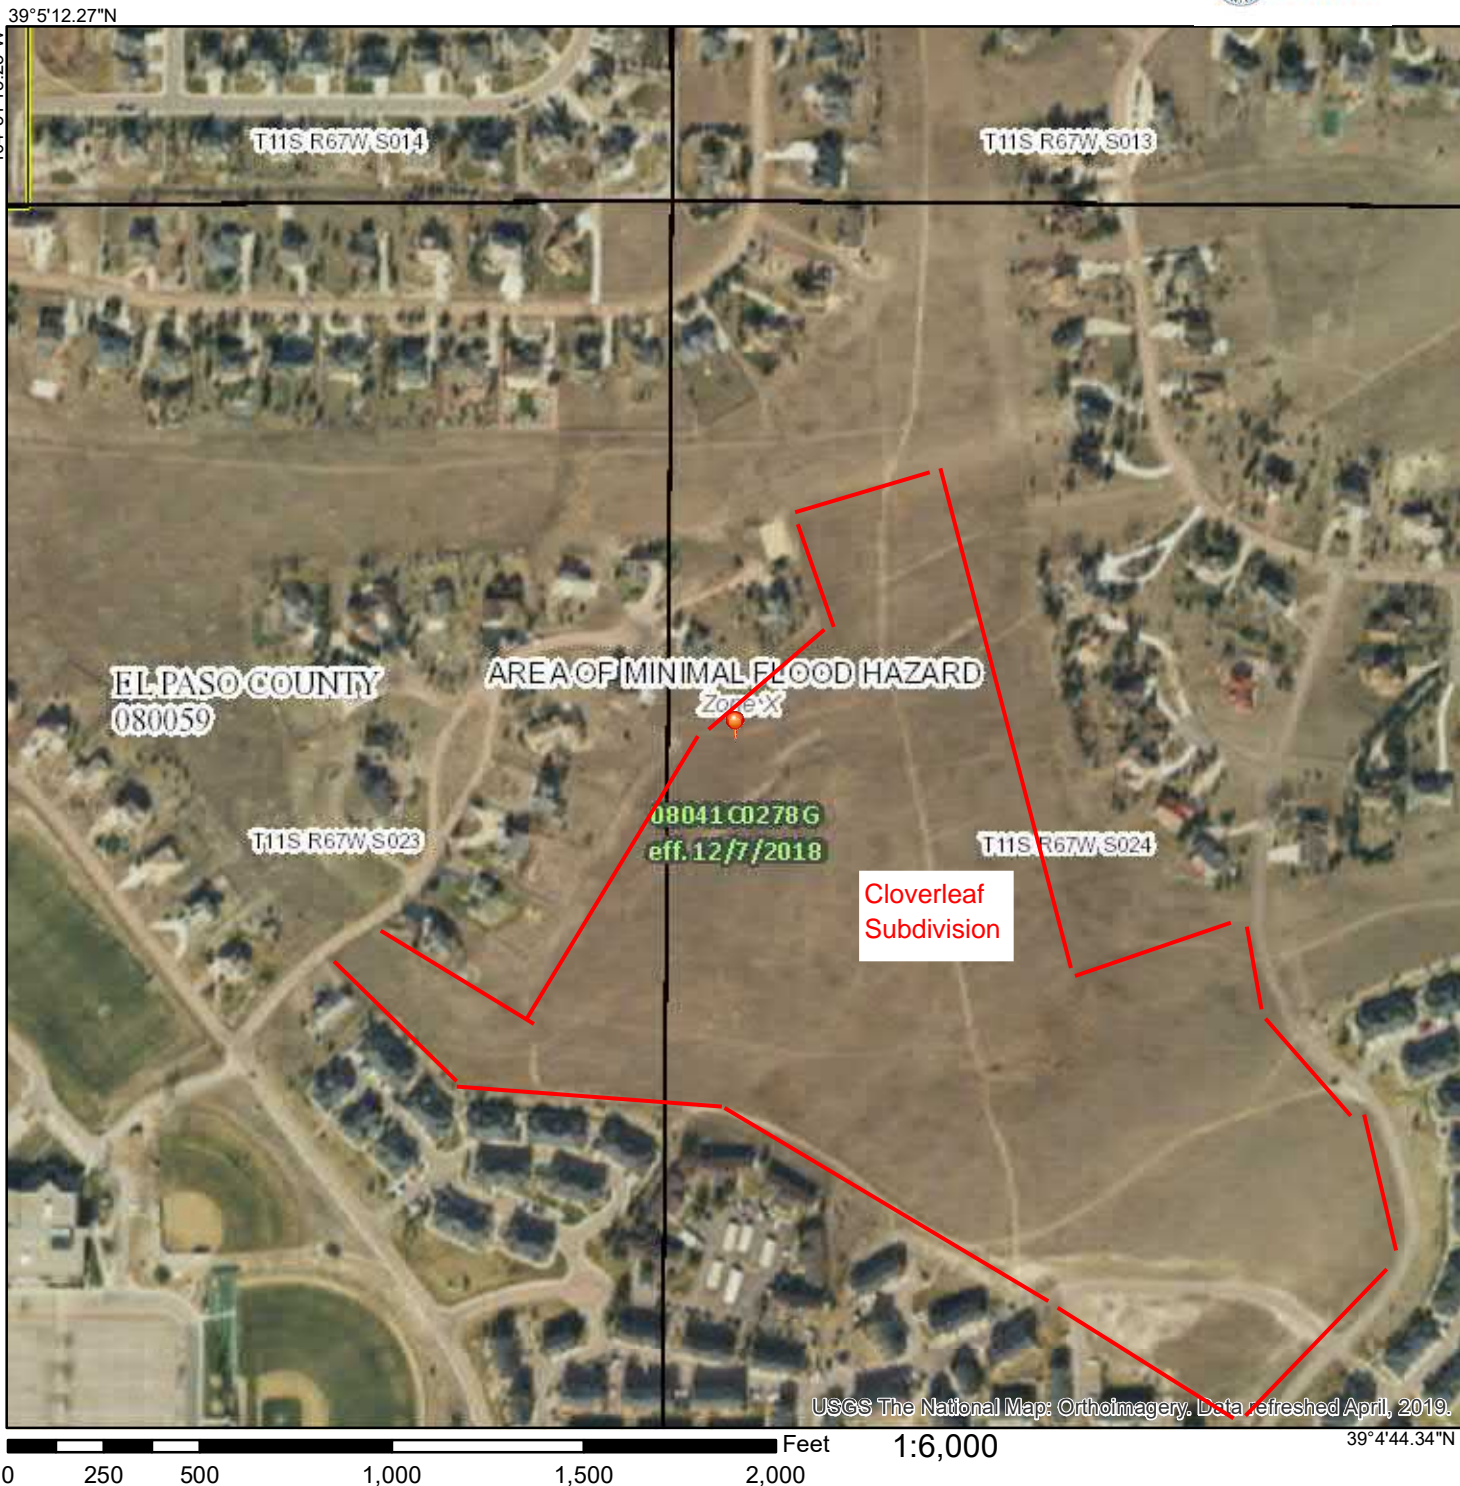 39°5'12.27"N
T11S R67W S014
T11S R67W S013
EL PASO COUNTY
080059
AREA OF MINIMAL FLOOD HAZARD
Zone X
08041C0278G
eff. 12/7/2018
T11S R67W S023
T11S R67W S024
Cloverleaf
Subdivision
USGS The National Map: Orthoimagery. Data refreshed April, 2019.
Feet
1:6,000
39°4'44.34"N
0 250 500 1,000 1,500 2,000